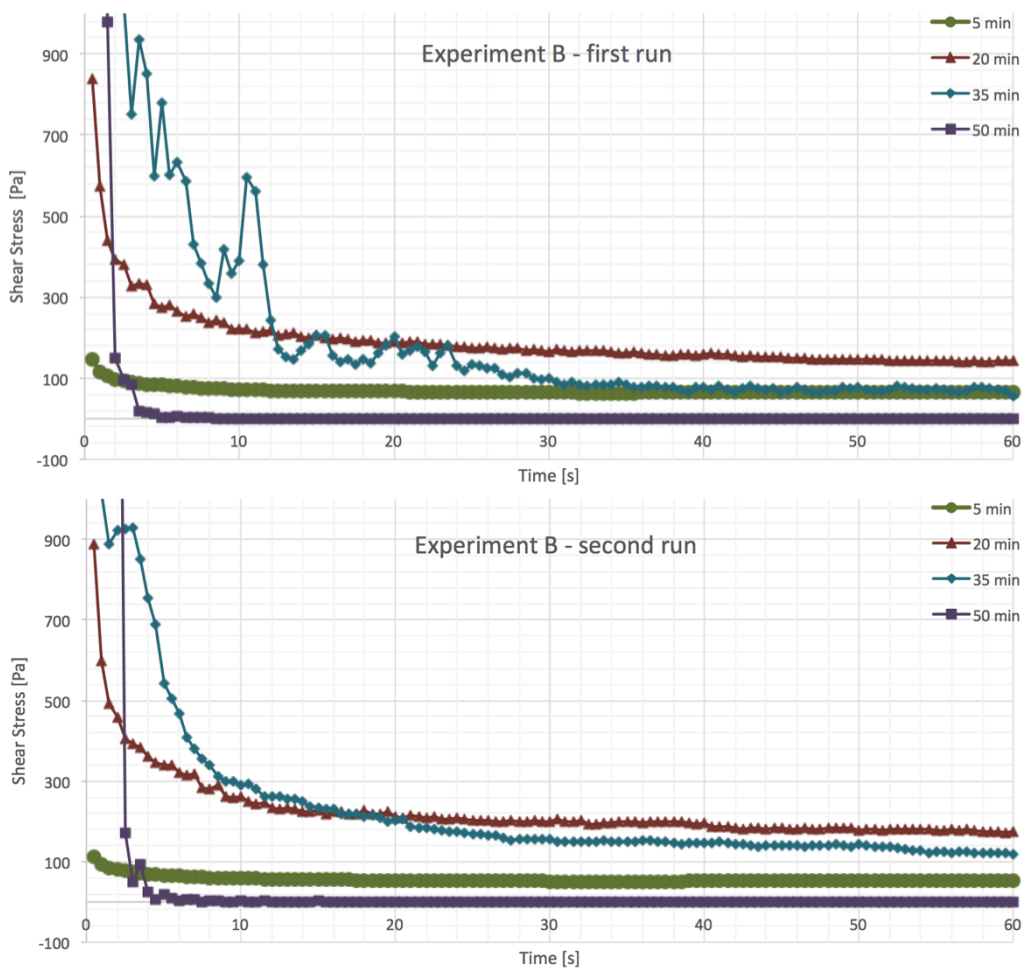 Experiment B - first run
5 min
20 min
35 min
50 min
Shear Stress [Pa]
900
700
500
300
100
-100
0 10 20 30 40 50 60
Time [s]
Experiment B - second run
5 min
20 min
35 min
50 min
Shear Stress [Pa]
900
700
500
300
100
-100
0 10 20 30 40 50 60
Time [s]